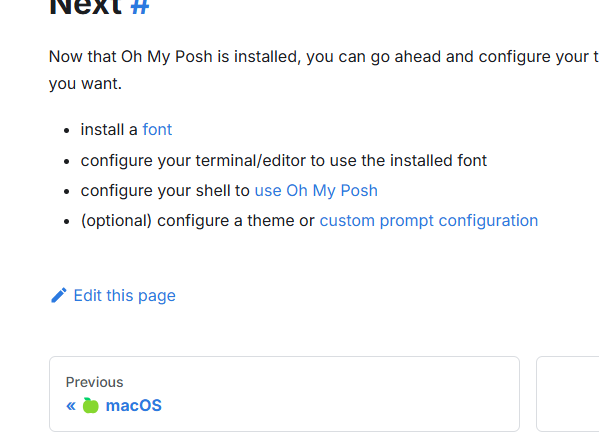 Next #
Now that Oh My Posh is installed, you can go ahead and configure your t
you want.
install a font
configure your terminal/editor to use the installed font
configure your shell to use Oh My Posh
(optional) configure a theme or custom prompt configuration
Edit this page
Previous
« 🍏 macOS